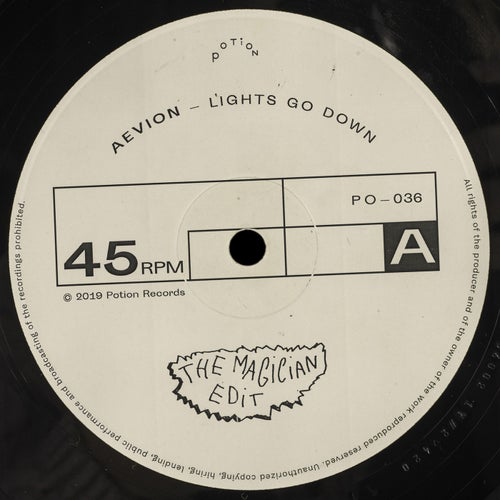 POTION
AEVION – LIGHTS GO DOWN
PO–036
45RPM
A
© 2019 Potion Records
THE MAGICIAN
EDIT
All rights of the producer and of the owner of the work reproduced reserved. Unauthorized copying, hiring, lending, public performance and broadcasting of the recordings prohibited.